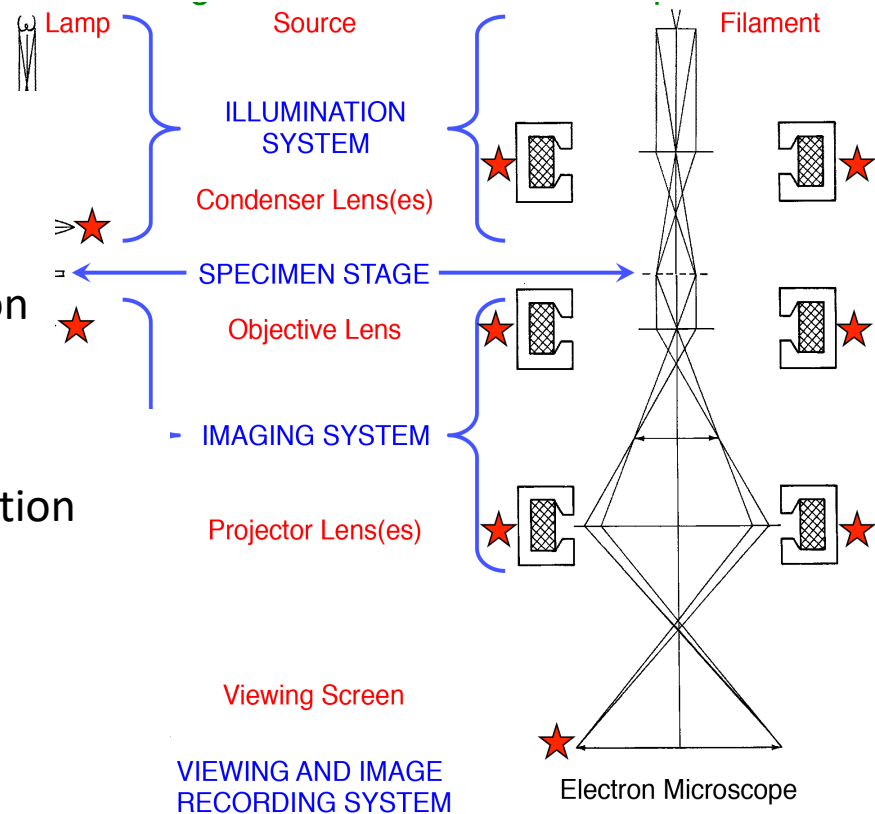 Lamp Source Filament
ILLUMINATION
SYSTEM
Condenser Lens(es)
SPECIMEN STAGE
on
Objective Lens
IMAGING SYSTEM
tion
Projector Lens(es)
Viewing Screen
VIEWING AND IMAGE
RECORDING SYSTEM
Electron Microscope